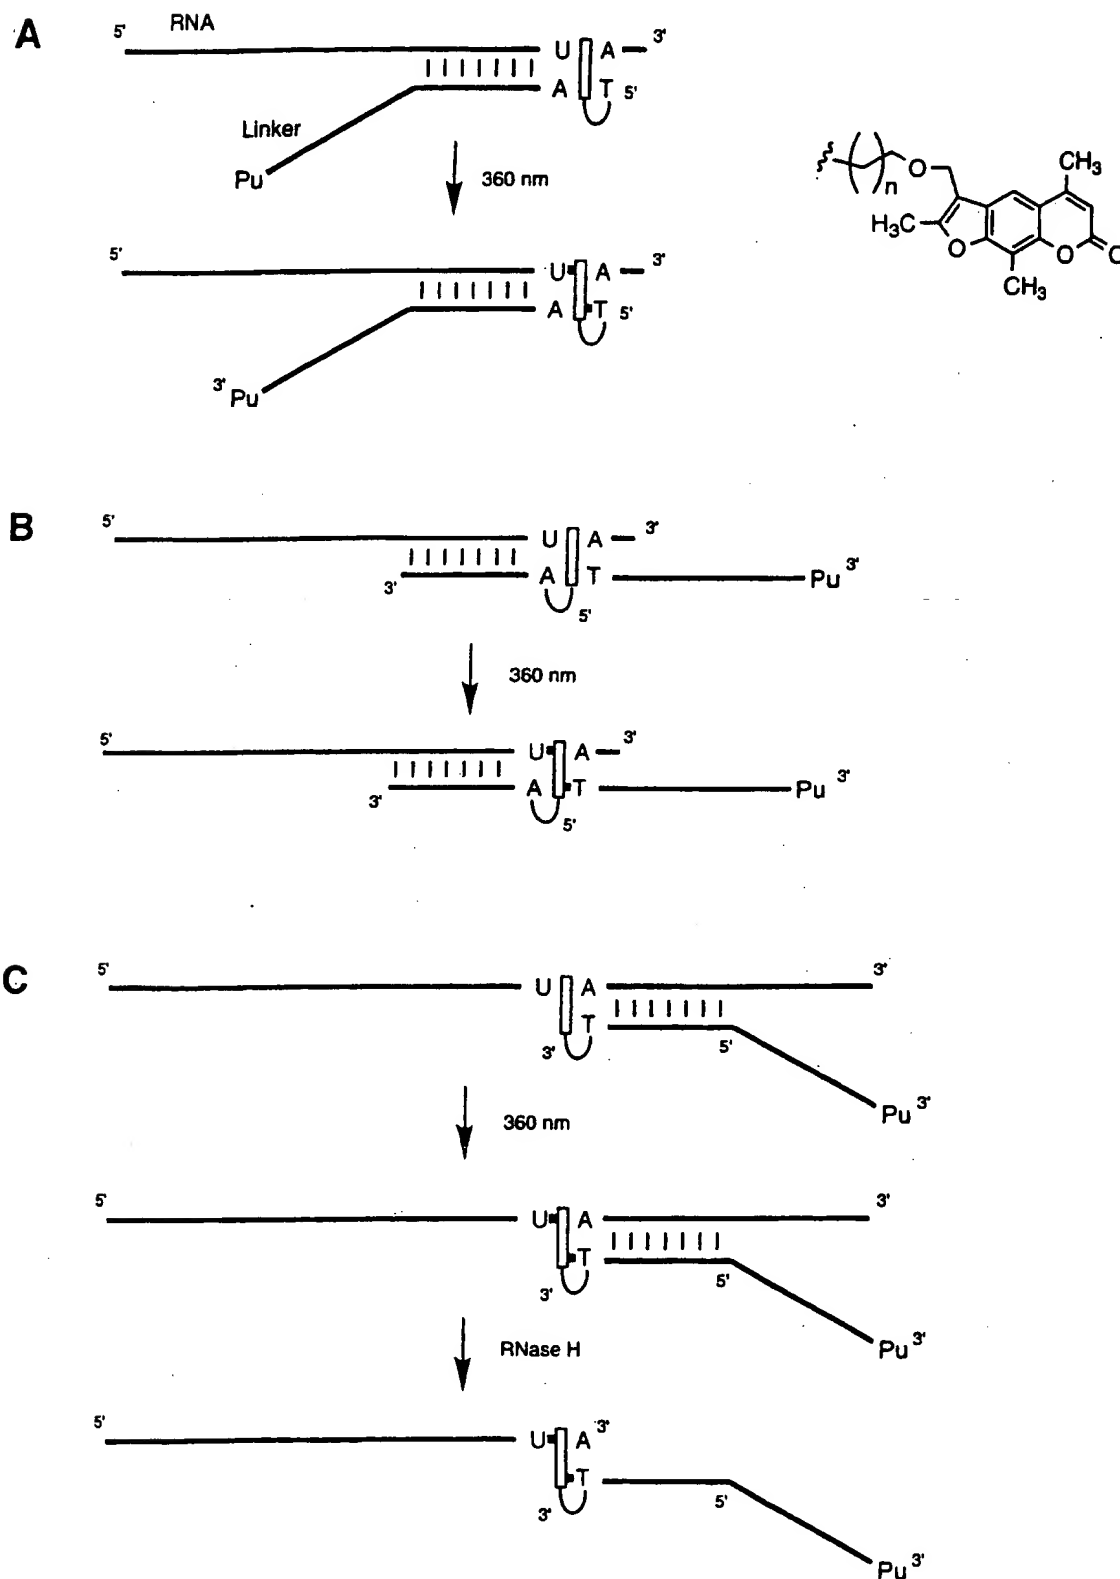 A
5' RNA U A 3'
A T 5'
Linker
Pu
360 nm
( ) n O CH3
H3C O O O
CH3
5' U A 3'
A T 5'
3' Pu
B
5' U A 3'
3' A T Pu 3'
5'
360 nm
5' U A 3'
3' A T Pu 3'
5'
C
5' U A 3'
T
3' 5'
Pu 3'
360 nm
5' U A 3'
T
3' 5'
Pu 3'
RNase H
5' U A 3'
T
3' 5'
Pu 3'